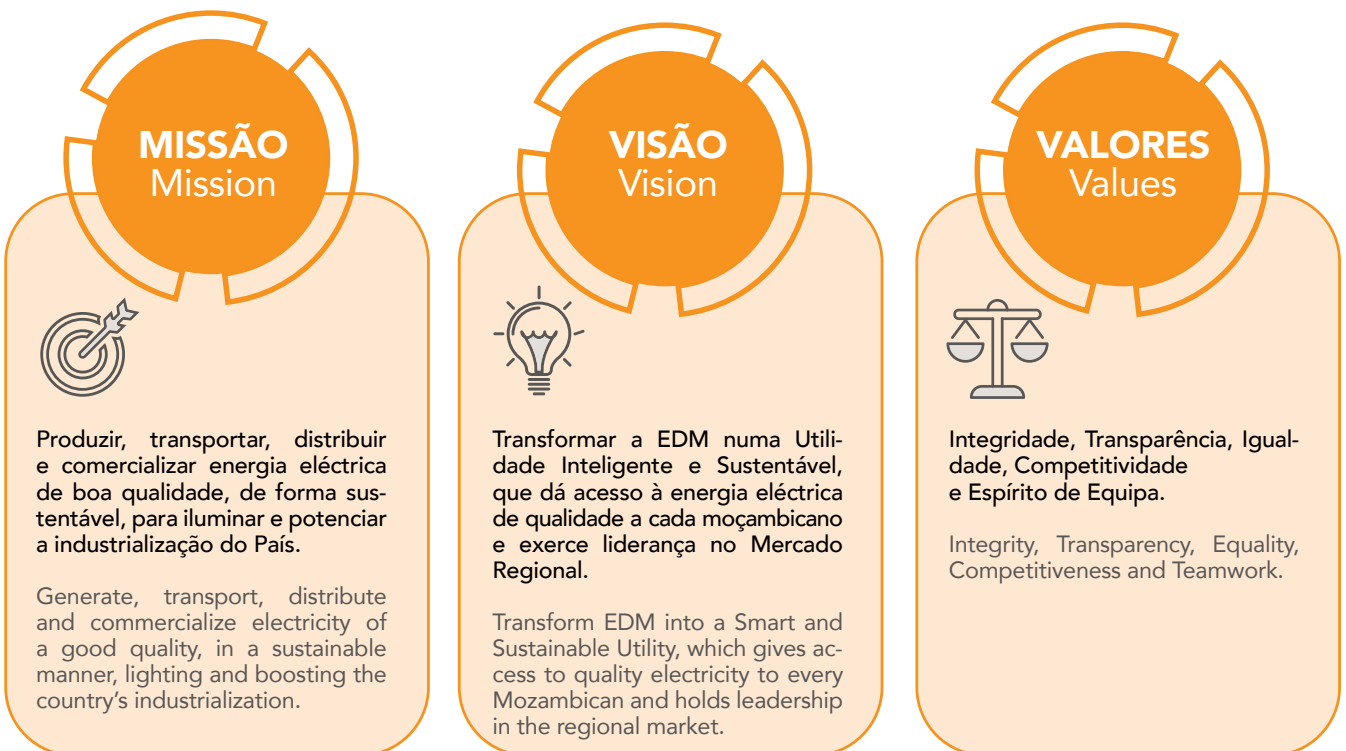 MISSÃO
Mission
Produzir, transportar, distribuir
e comercializar energia eléctrica
de boa qualidade, de forma sus-
tentável, para iluminar e potenciar
a industrialização do País.
Generate, transport, distribute
and commercialize electricity of
a good quality, in a sustainable
manner, lighting and boosting the
country’s industrialization.
VISÃO
Vision
Transformar a EDM numa Utili-
dade Inteligente e Sustentável,
que dá acesso à energia eléctrica
de qualidade a cada moçambicano
e exerce liderança no Mercado
Regional.
Transform EDM into a Smart and
Sustainable Utility, which gives ac-
cess to quality electricity to every
Mozambican and holds leadership
in the regional market.
VALORES
Values
Integridade, Transparência, Igual-
dade, Competitividade
e Espírito de Equipa.
Integrity, Transparency, Equality,
Competitiveness and Teamwork.